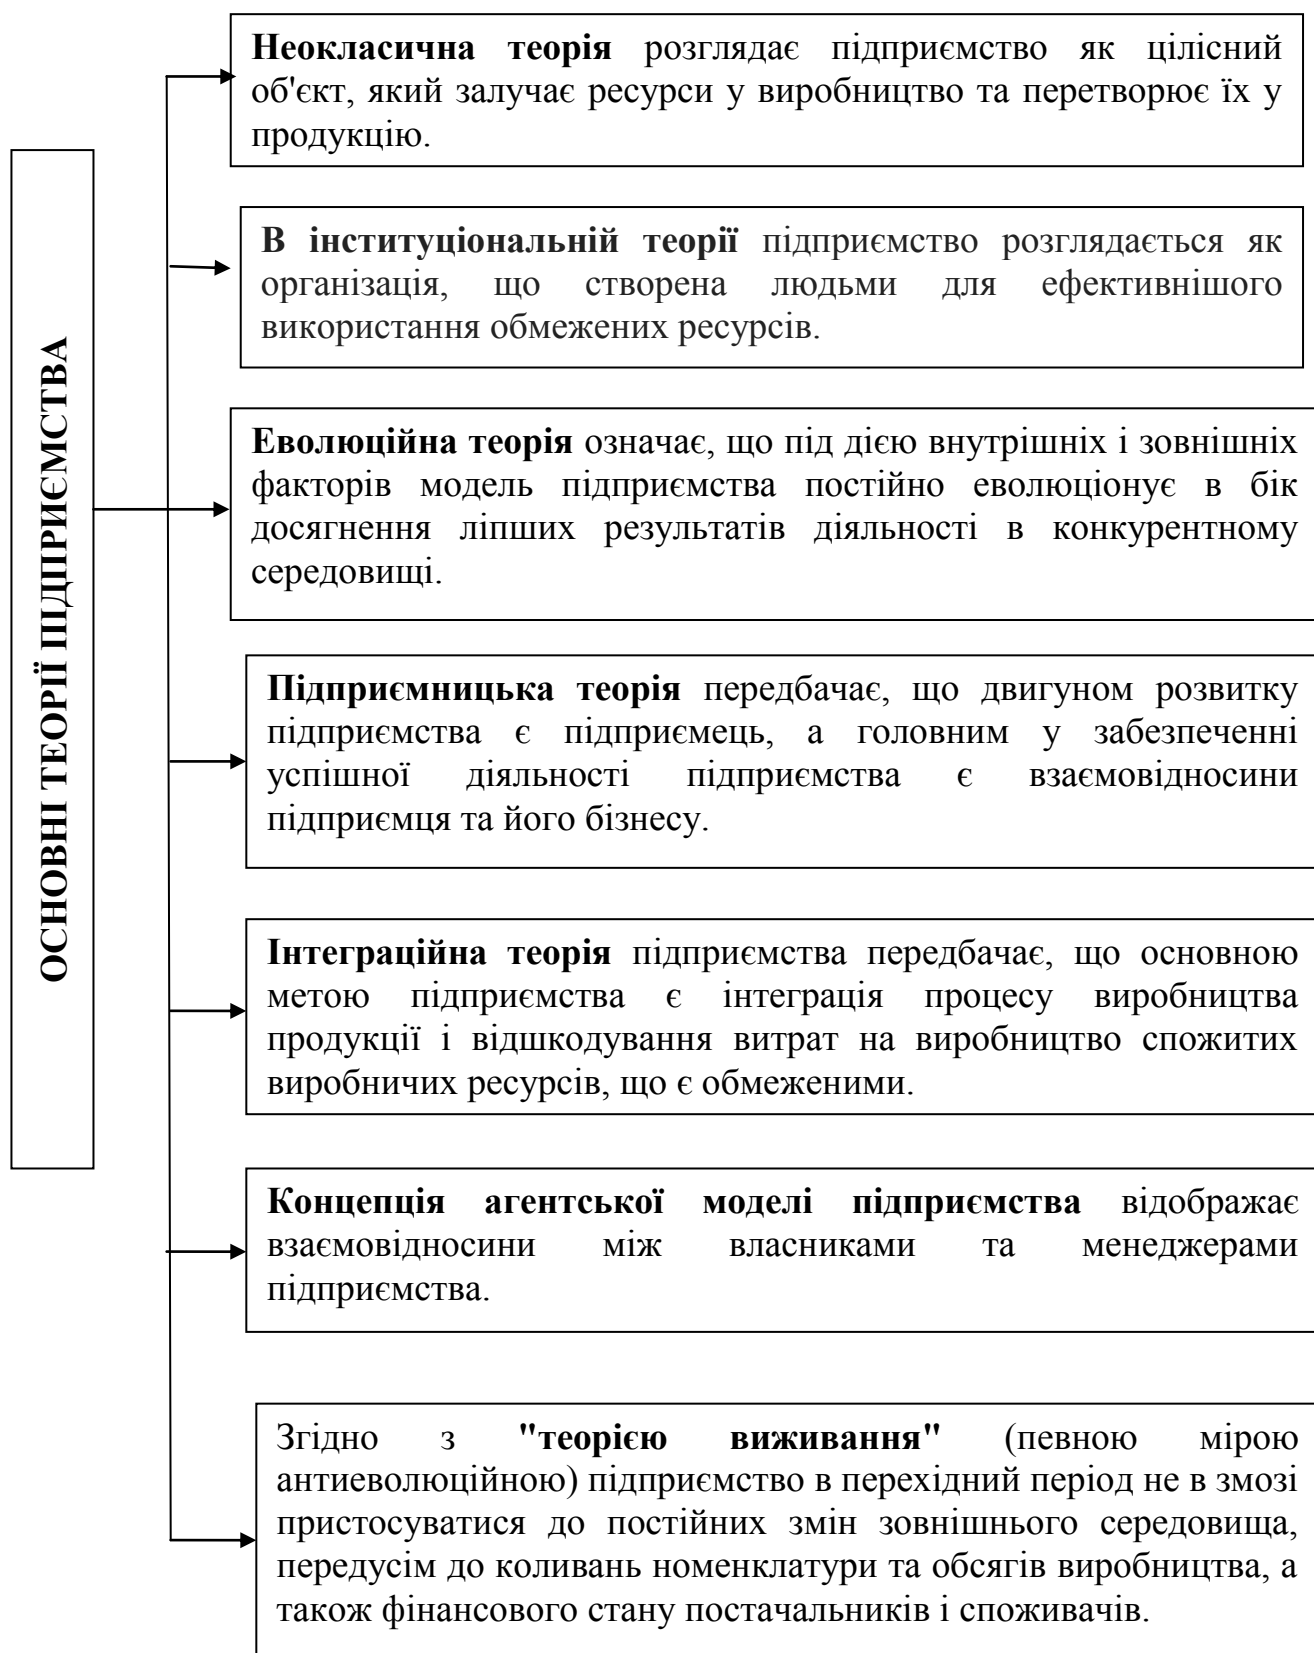 ОСНОВНІ ТЕОРІЇ ПІДПРИЄМСТВА
Неокласична теорія розглядає підприємство як цілісний
об'єкт, який залучає ресурси у виробництво та перетворює їх у
продукцію.
В інституціональній теорії підприємство розглядається як
організація, що створена людьми для ефективнішого
використання обмежених ресурсів.
Еволюційна теорія означає, що під дією внутрішніх і зовнішніх
факторів модель підприємства постійно еволюціонує в бік
досягнення ліпших результатів діяльності в конкурентному
середовищі.
Підприємницька теорія передбачає, що двигуном розвитку
підприємства є підприємець, а головним у забезпеченні
успішної діяльності підприємства є взаємовідносини
підприємця та його бізнесу.
Інтеграційна теорія підприємства передбачає, що основною
метою підприємства є інтеграція процесу виробництва
продукції і відшкодування витрат на виробництво спожитих
виробничих ресурсів, що є обмеженими.
Концепція агентської моделі підприємства відображає
взаємовідносини між власниками та менеджерами
підприємства.
Згідно з "теорією виживання" (певною мірою
антиеволюційною) підприємство в перехідний період не в змозі
пристосуватися до постійних змін зовнішнього середовища,
передусім до коливань номенклатури та обсягів виробництва, а
також фінансового стану постачальників і споживачів.